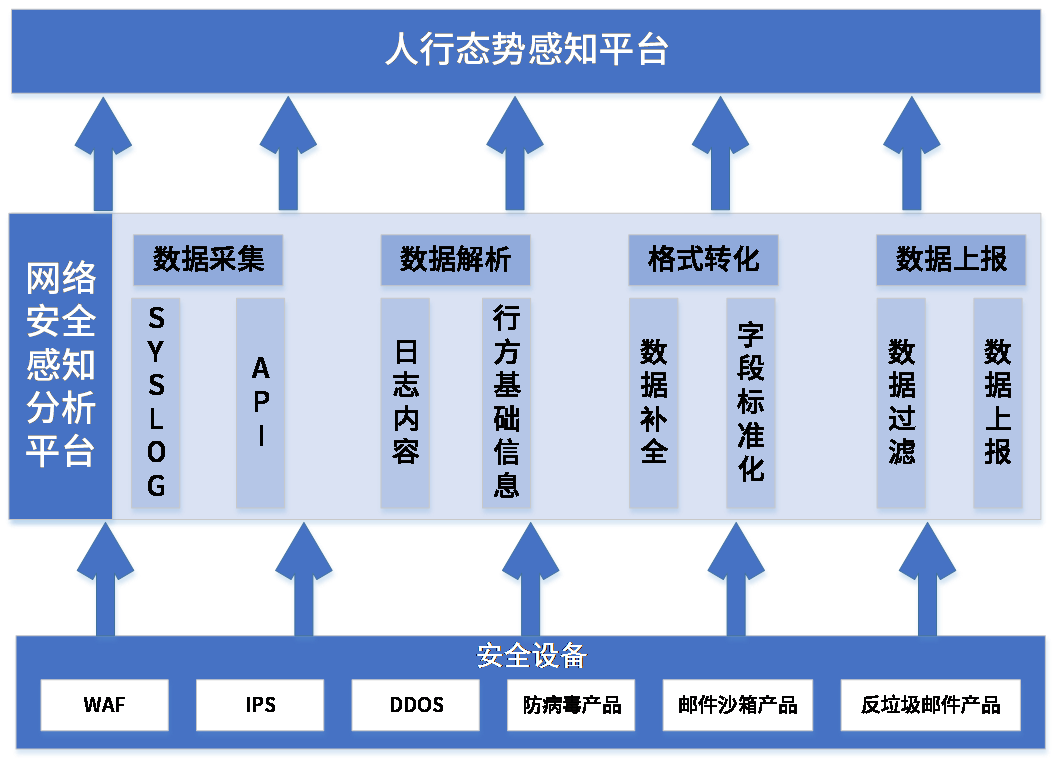 人行态势感知平台
网络
安全
感知
分析
平台
数据采集
数据解析
格式转化
数据上报
SYSLOG
API
日志内容
行方基础信息
数据补全
字段标准化
数据过滤
数据上报
安全设备
WAF
IPS
DDOS
防病毒产品
邮件沙箱产品
反垃圾邮件产品